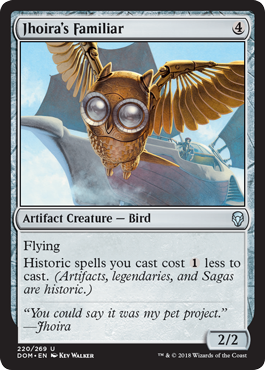 Jhoira's Familiar 4
Artifact Creature — Bird
Flying
Historic spells you cast cost 1 less to
cast. (Artifacts, legendaries, and Sagas
are historic.)
"You could say it was my pet project."
—Jhoira
2/2
220/269 U
DOM • EN Key Walker
™ & © 2018 Wizards of the Coast